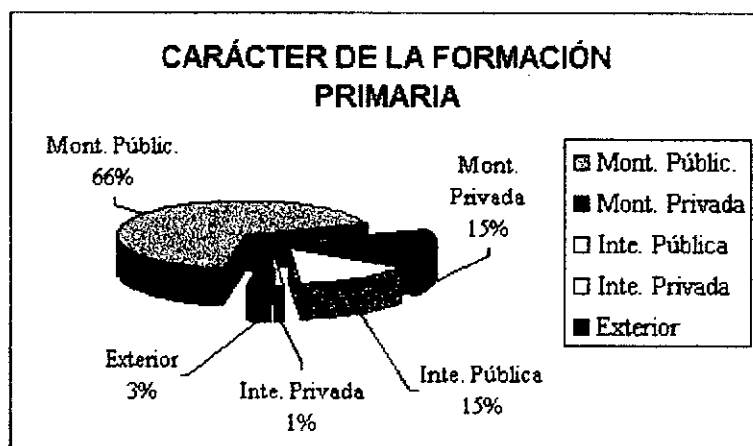 CARÁCTER DE LA FORMACIÓN
PRIMARIA
Mont. Públic.
66%
Mont.
Privada
15%
Exterior
3%
Inte. Privada
1%
Inte. Pública
15%
Mont. Públic.
Mont. Privada
Inte. Pública
Inte. Privada
Exterior